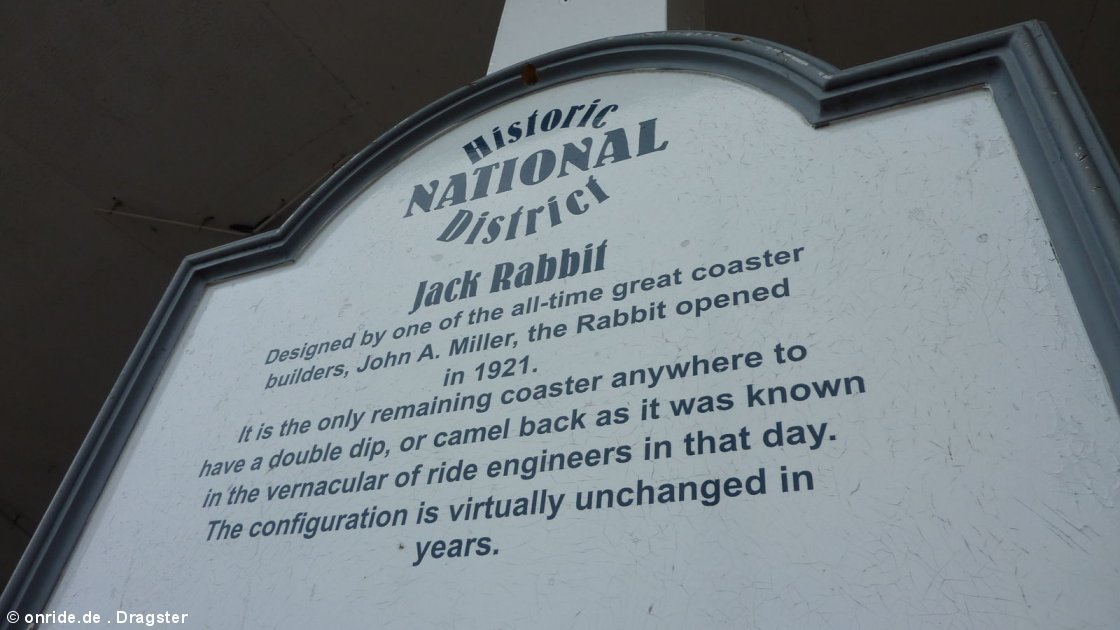 Historic
NATIONAL
District
Jack Rabbit
Designed by one of the all-time great coaster
builders, John A. Miller, the Rabbit opened
in 1921.
It is the only remaining coaster anywhere to
have a double dip, or camel back as it was known
in the vernacular of ride engineers in that day.
The configuration is virtually unchanged in
years.
© onride.de . Dragster